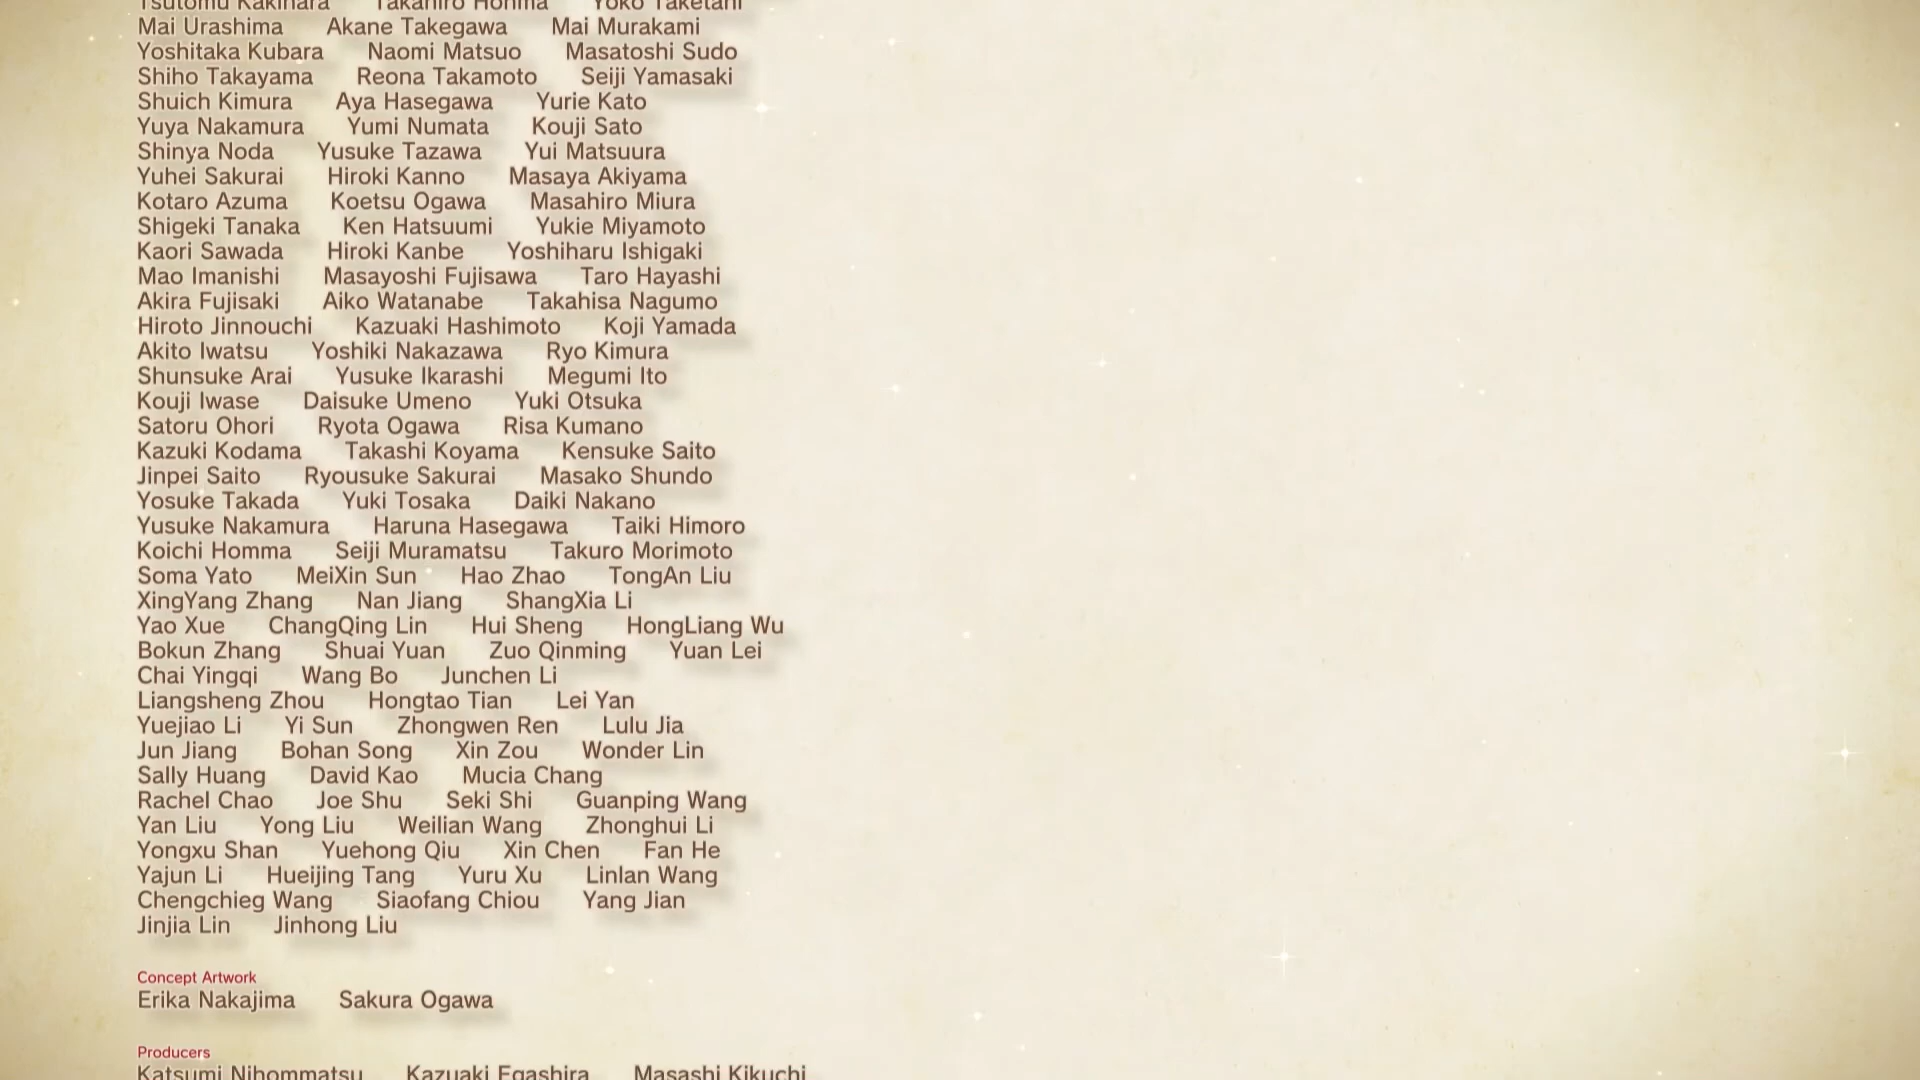 Tsutomu Kakihara Takahiro Honma Yoko Taketani
Mai Urashima Akane Takegawa Mai Murakami
Yoshitaka Kubara Naomi Matsuo Masatoshi Sudo
Shiho Takayama Reona Takamoto Seiji Yamasaki
Shuich Kimura Aya Hasegawa Yurie Kato
Yuya Nakamura Yumi Numata Kouji Sato
Shinya Noda Yusuke Tazawa Yui Matsuura
Yuhei Sakurai Hiroki Kanno Masaya Akiyama
Kotaro Azuma Koetsu Ogawa Masahiro Miura
Shigeki Tanaka Ken Hatsuumi Yukie Miyamoto
Kaori Sawada Hiroki Kanbe Yoshiharu Ishigaki
Mao Imanishi Masayoshi Fujisawa Taro Hayashi
Akira Fujisaki Aiko Watanabe Takahisa Nagumo
Hiroto Jinnouchi Kazuaki Hashimoto Koji Yamada
Akito Iwatsu Yoshiki Nakazawa Ryo Kimura
Shunsuke Arai Yusuke Ikarashi Megumi Ito
Kouji Iwase Daisuke Umeno Yuki Otsuka
Satoru Ohori Ryota Ogawa Risa Kumano
Kazuki Kodama Takashi Koyama Kensuke Saito
Jinpei Saito Ryousuke Sakurai Masako Shundo
Yosuke Takada Yuki Tosaka Daiki Nakano
Yusuke Nakamura Haruna Hasegawa Taiki Himoro
Koichi Homma Seiji Muramatsu Takuro Morimoto
Soma Yato MeiXin Sun Hao Zhao TongAn Liu
XingYang Zhang Nan Jiang ShangXia Li
Yao Xue ChangQing Lin Hui Sheng HongLiang Wu
Bokun Zhang Shuai Yuan Zuo Qinming Yuan Lei
Chai Yingqi Wang Bo Junchen Li
Liangsheng Zhou Hongtao Tian Lei Yan
Yuejiao Li Yi Sun Zhongwen Ren Lulu Jia
Jun Jiang Bohan Song Xin Zou Wonder Lin
Sally Huang David Kao Mucia Chang
Rachel Chao Joe Shu Seki Shi Guanping Wang
Yan Liu Yong Liu Weilian Wang Zhonghui Li
Yongxu Shan Yuehong Qiu Xin Chen Fan He
Yajun Li Hueijing Tang Yuru Xu Linlan Wang
Chengchieg Wang Siaofang Chiou Yang Jian
Jinjia Lin Jinhong Liu
Concept Artwork
Erika Nakajima Sakura Ogawa
Producers
Katsumi Nihommatsu Kazuaki Egashira Masashi Kikuchi